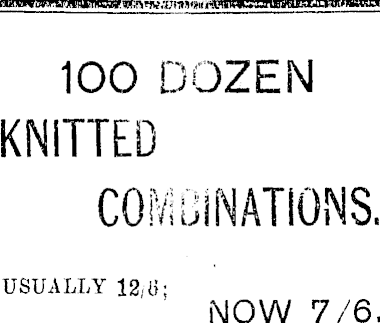 100 DOZEN
KNITTED
COMBINATIONS.
USUALLY 12/6;
NOW 7/6.